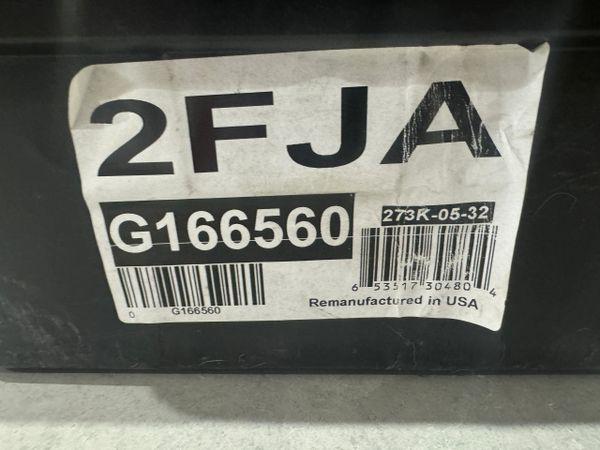 2FJA
G166560
273K-05-32
0
G166560
6 53517 30480 4
Remanufactured in USA